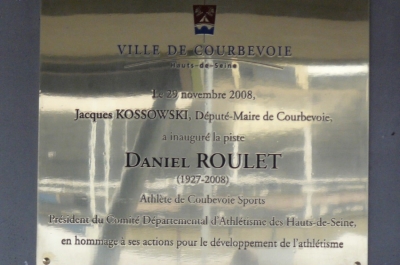 VILLE DE COURBEVOIE
Hauts-de-Seine
Le 29 novembre 2008,
Jacques KOSSOWSKI, Député-Maire de Courbevoie,
a inauguré la piste
DANIEL ROULET
(1927-2008)
Athlète de Coubevoie Sports
Président du Comité Départemental d'Athlétisme des Hauts-de-Seine,
en hommage à ses actions pour le développement de l'athlétisme